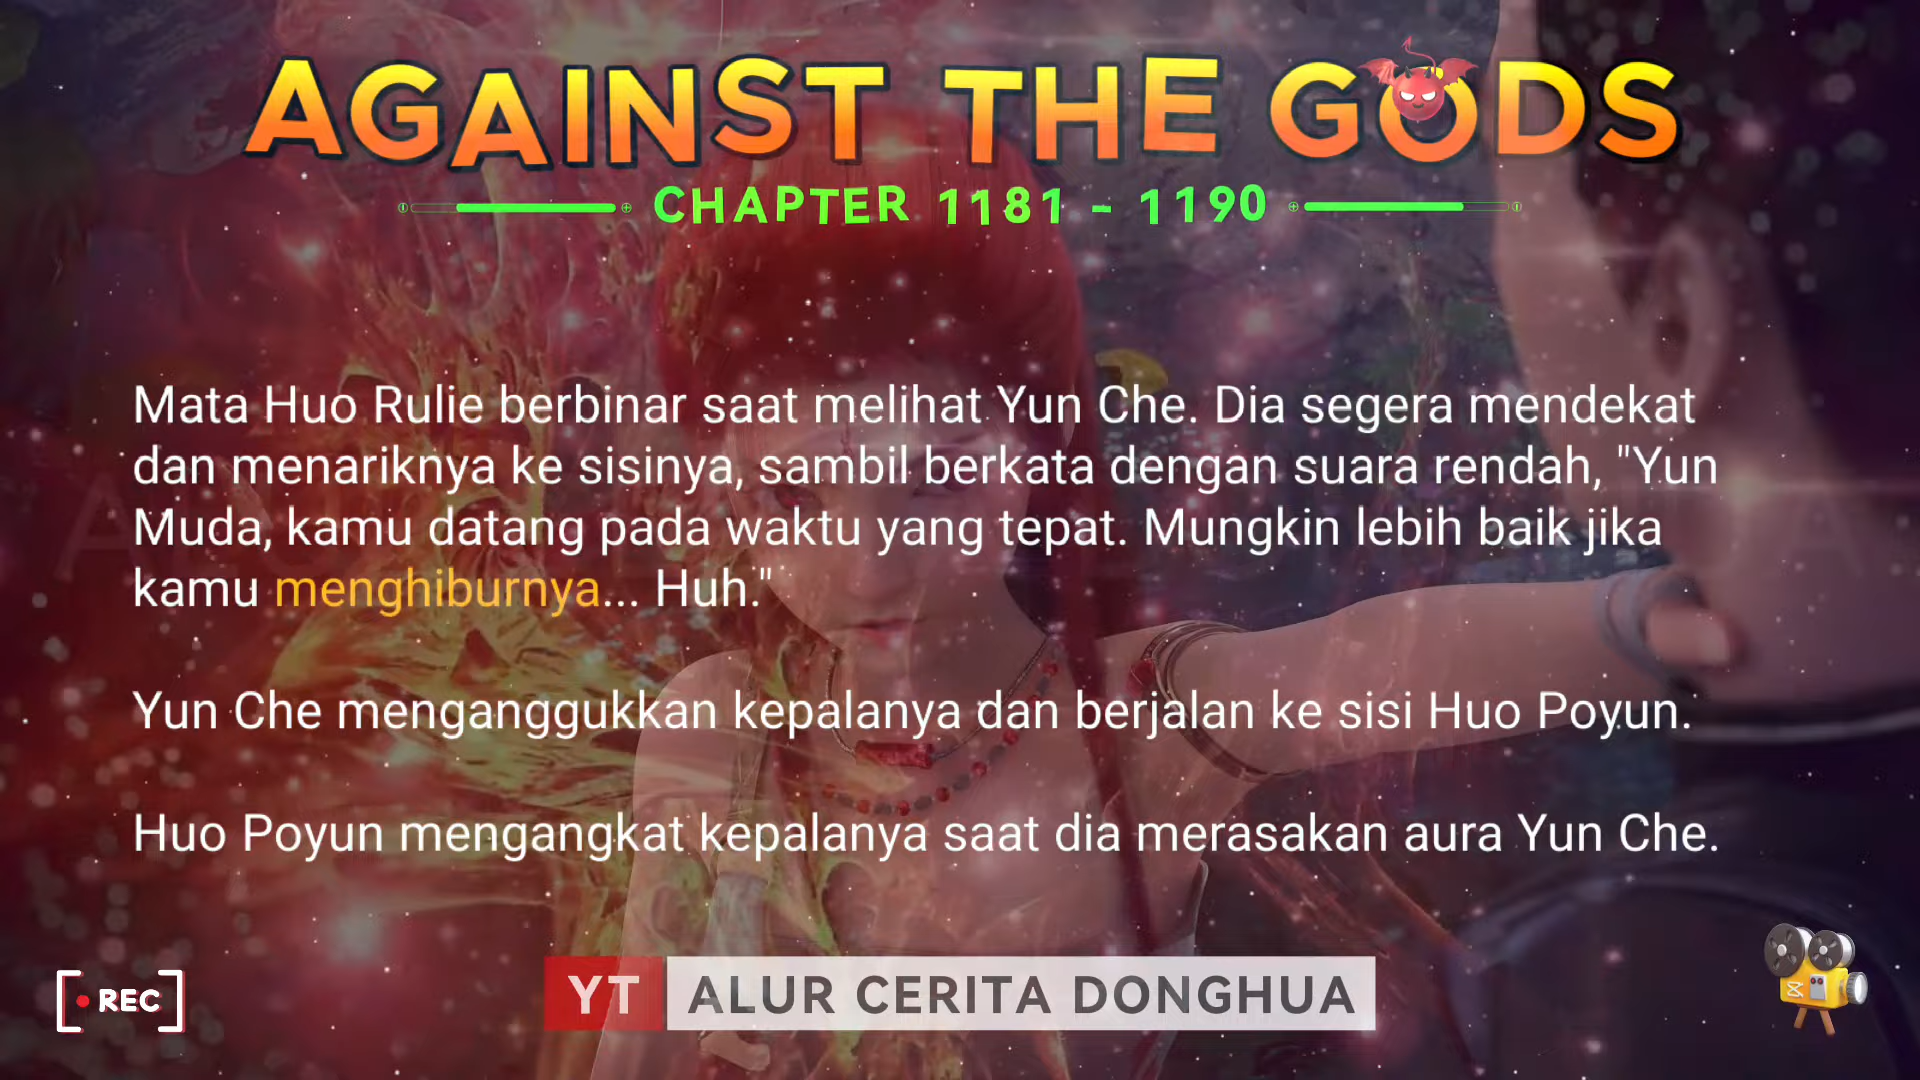 AGAINST THE GODS
CHAPTER 1181 - 1190
Mata Huo Rulie berbinar saat melihat Yun Che. Dia segera mendekat
dan menariknya ke sisinya, sambil berkata dengan suara rendah, "Yun
Muda, kamu datang pada waktu yang tepat. Mungkin lebih baik jika
kamu menghiburnya... Huh."
Yun Che menganggukkan kepalanya dan berjalan ke sisi Huo Poyun.
Huo Poyun mengangkat kepalanya saat dia merasakan aura Yun Che.
REC
YT ALUR CERITA DONGHUA